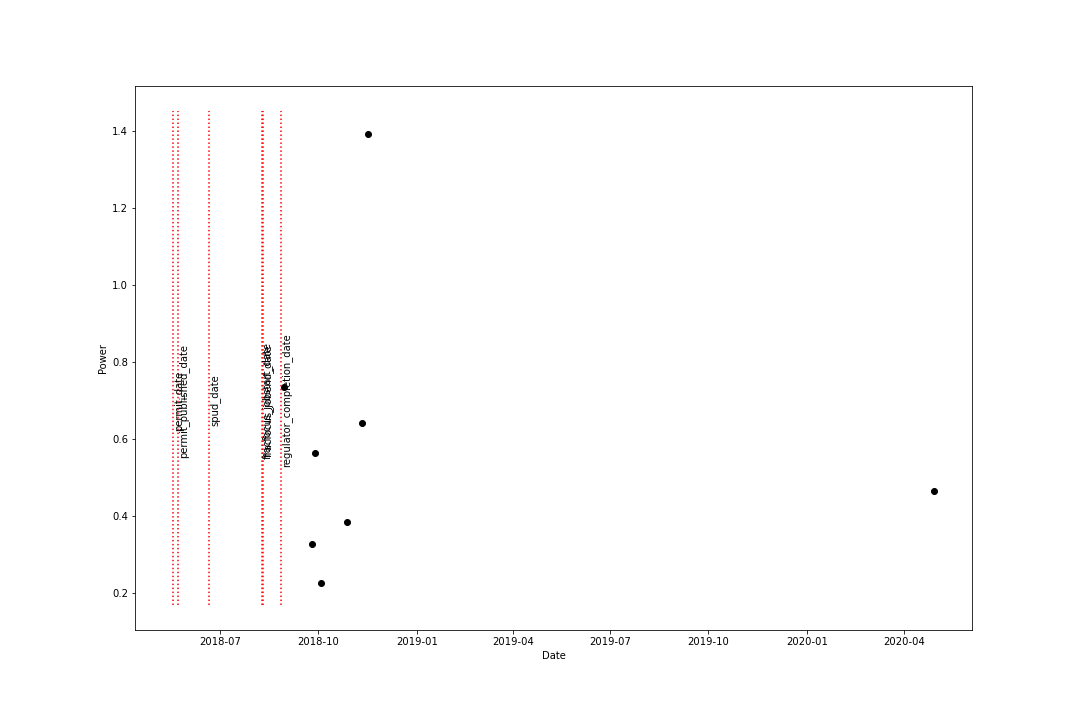 1.4
1.2
1.0
0.8
0.6
0.4
0.2
Power
permit_date
permit_published_date
spud_date
regulator_completion_date
2018-07
2018-10
2019-01
2019-04
2019-07
2019-10
2020-01
2020-04
Date